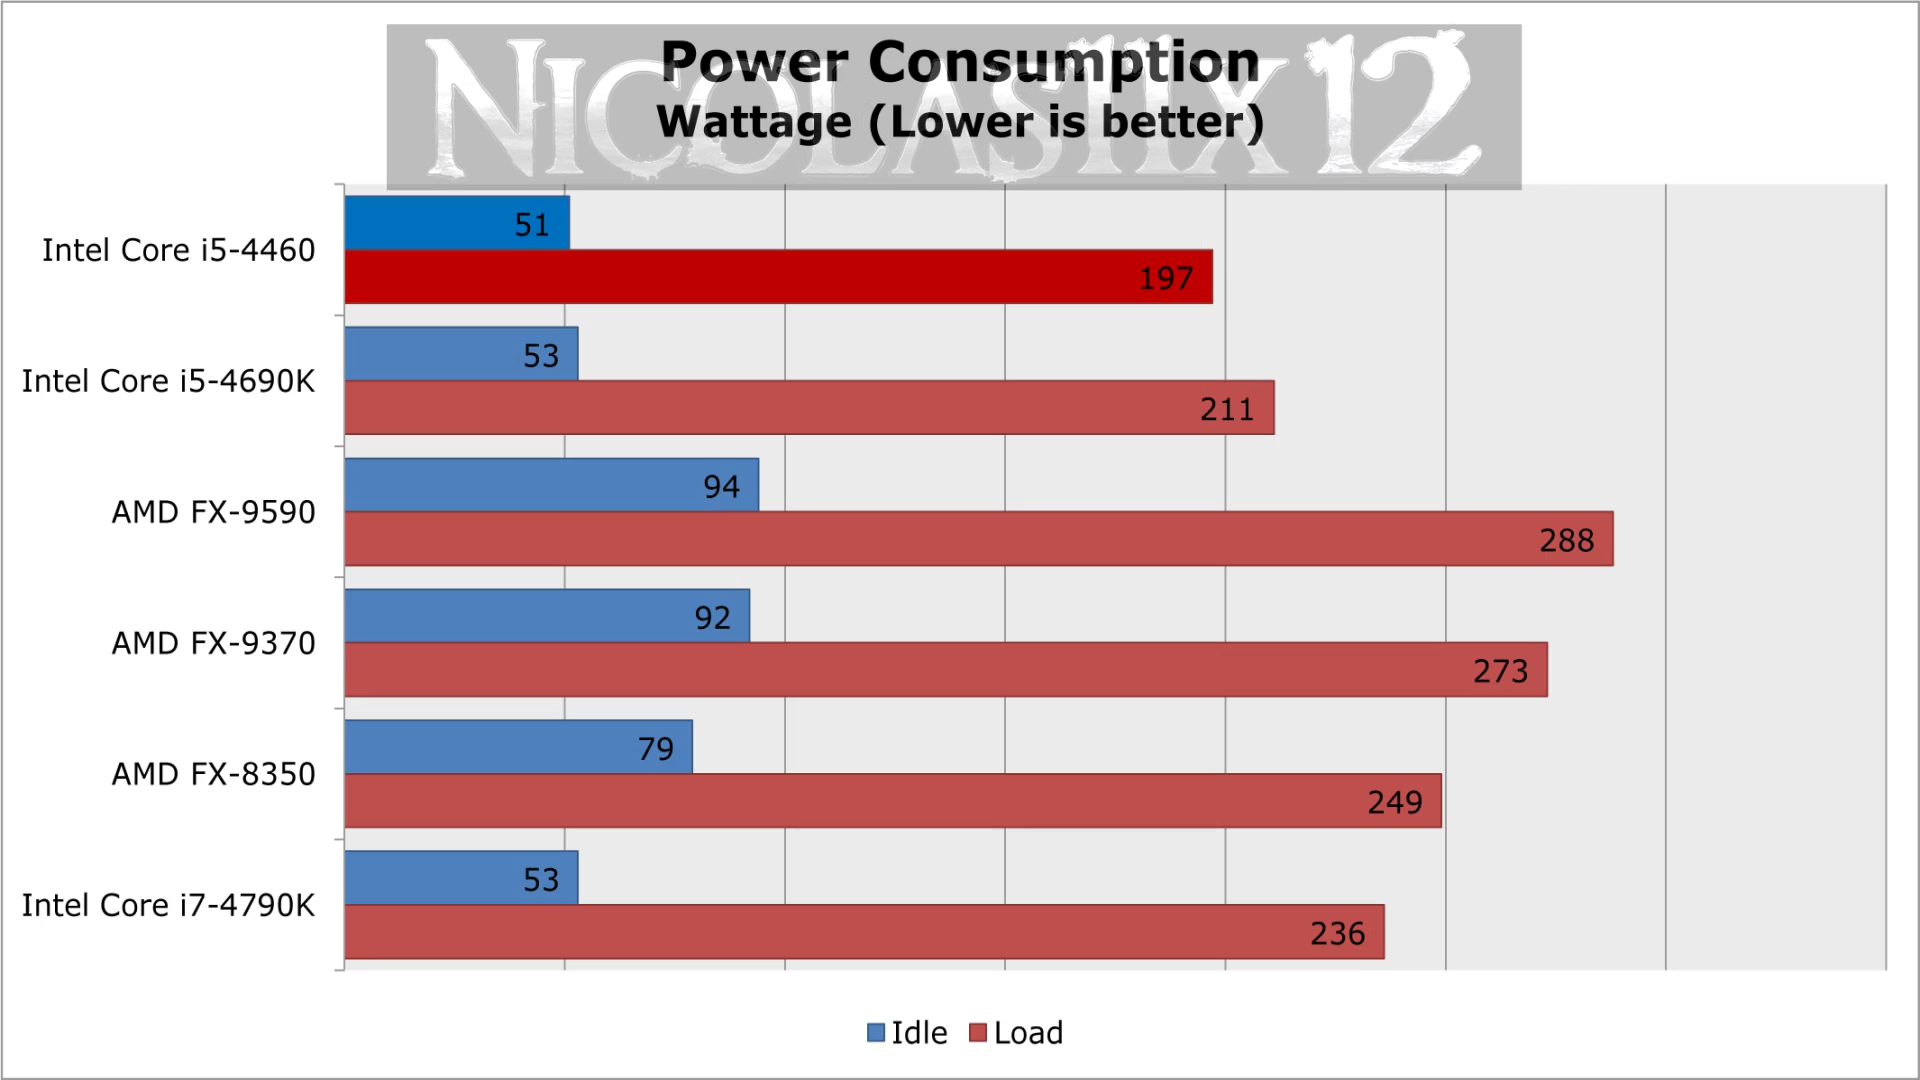 NICOLAS11X12
Power Consumption
Wattage (Lower is better)
Intel Core i5-4460
51
197
Intel Core i5-4690K
53
211
AMD FX-9590
94
288
AMD FX-9370
92
273
AMD FX-8350
79
249
Intel Core i7-4790K
53
236
Idle
Load